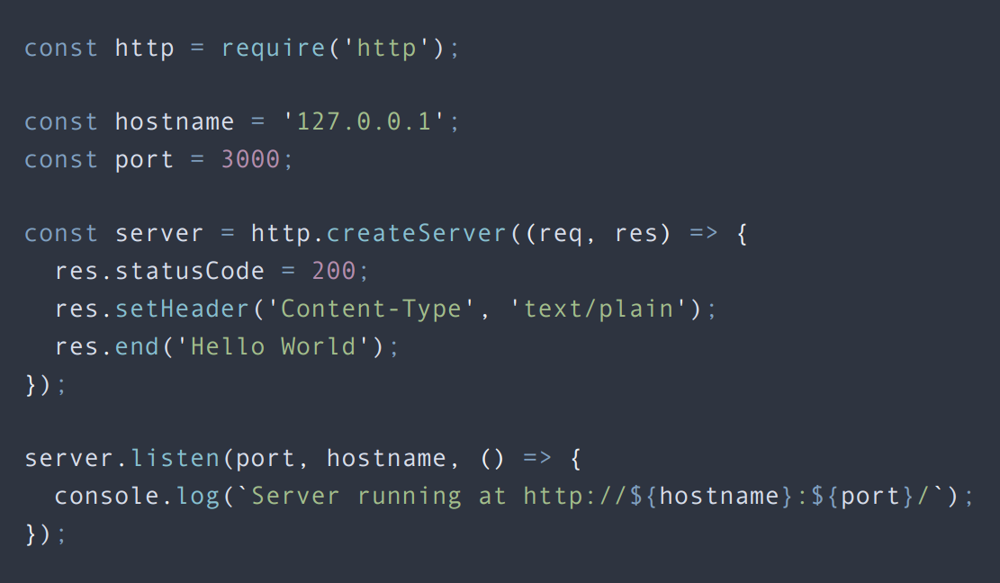 const http = require('http');

const hostname = '127.0.0.1';
const port = 3000;

const server = http.createServer((req, res) => {
  res.statusCode = 200;
  res.setHeader('Content-Type', 'text/plain');
  res.end('Hello World');
});

server.listen(port, hostname, () => {
  console.log(`Server running at http://${hostname}:${port}/`);
});